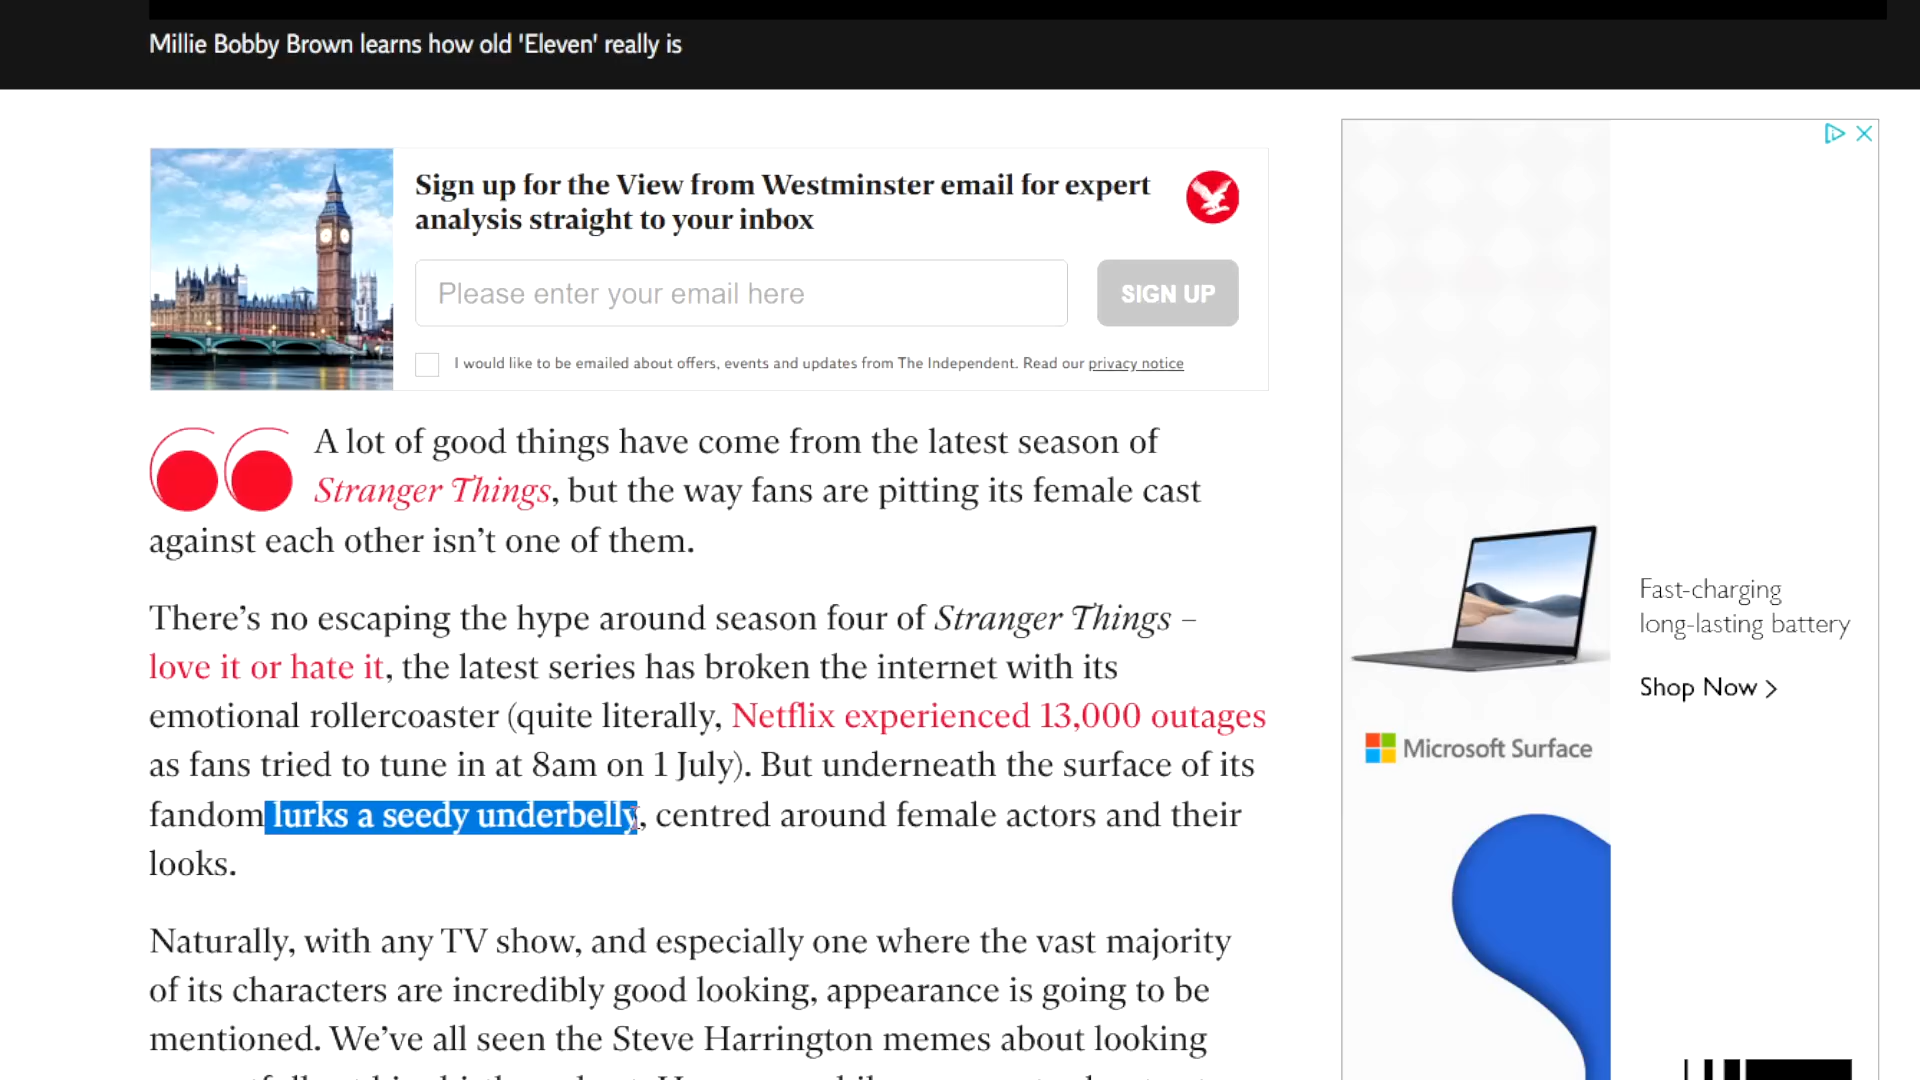 Millie Bobby Brown learns how old 'Eleven' really is
Sign up for the View from Westminster email for expert
analysis straight to your inbox
Please enter your email here
SIGN UP
I would like to be emailed about offers, events and updates from The Independent. Read our privacy notice
A lot of good things have come from the latest season of
Stranger Things, but the way fans are pitting its female cast
against each other isn’t one of them.
There’s no escaping the hype around season four of Stranger Things –
love it or hate it, the latest series has broken the internet with its
emotional rollercoaster (quite literally, Netflix experienced 13,000 outages
as fans tried to tune in at 8am on 1 July). But underneath the surface of its
fandom lurks a seedy underbelly, centred around female actors and their
looks.
Naturally, with any TV show, and especially one where the vast majority
of its characters are incredibly good looking, appearance is going to be
mentioned. We’ve all seen the Steve Harrington memes about looking
Fast-charging
long-lasting battery
Shop Now >
Microsoft Surface